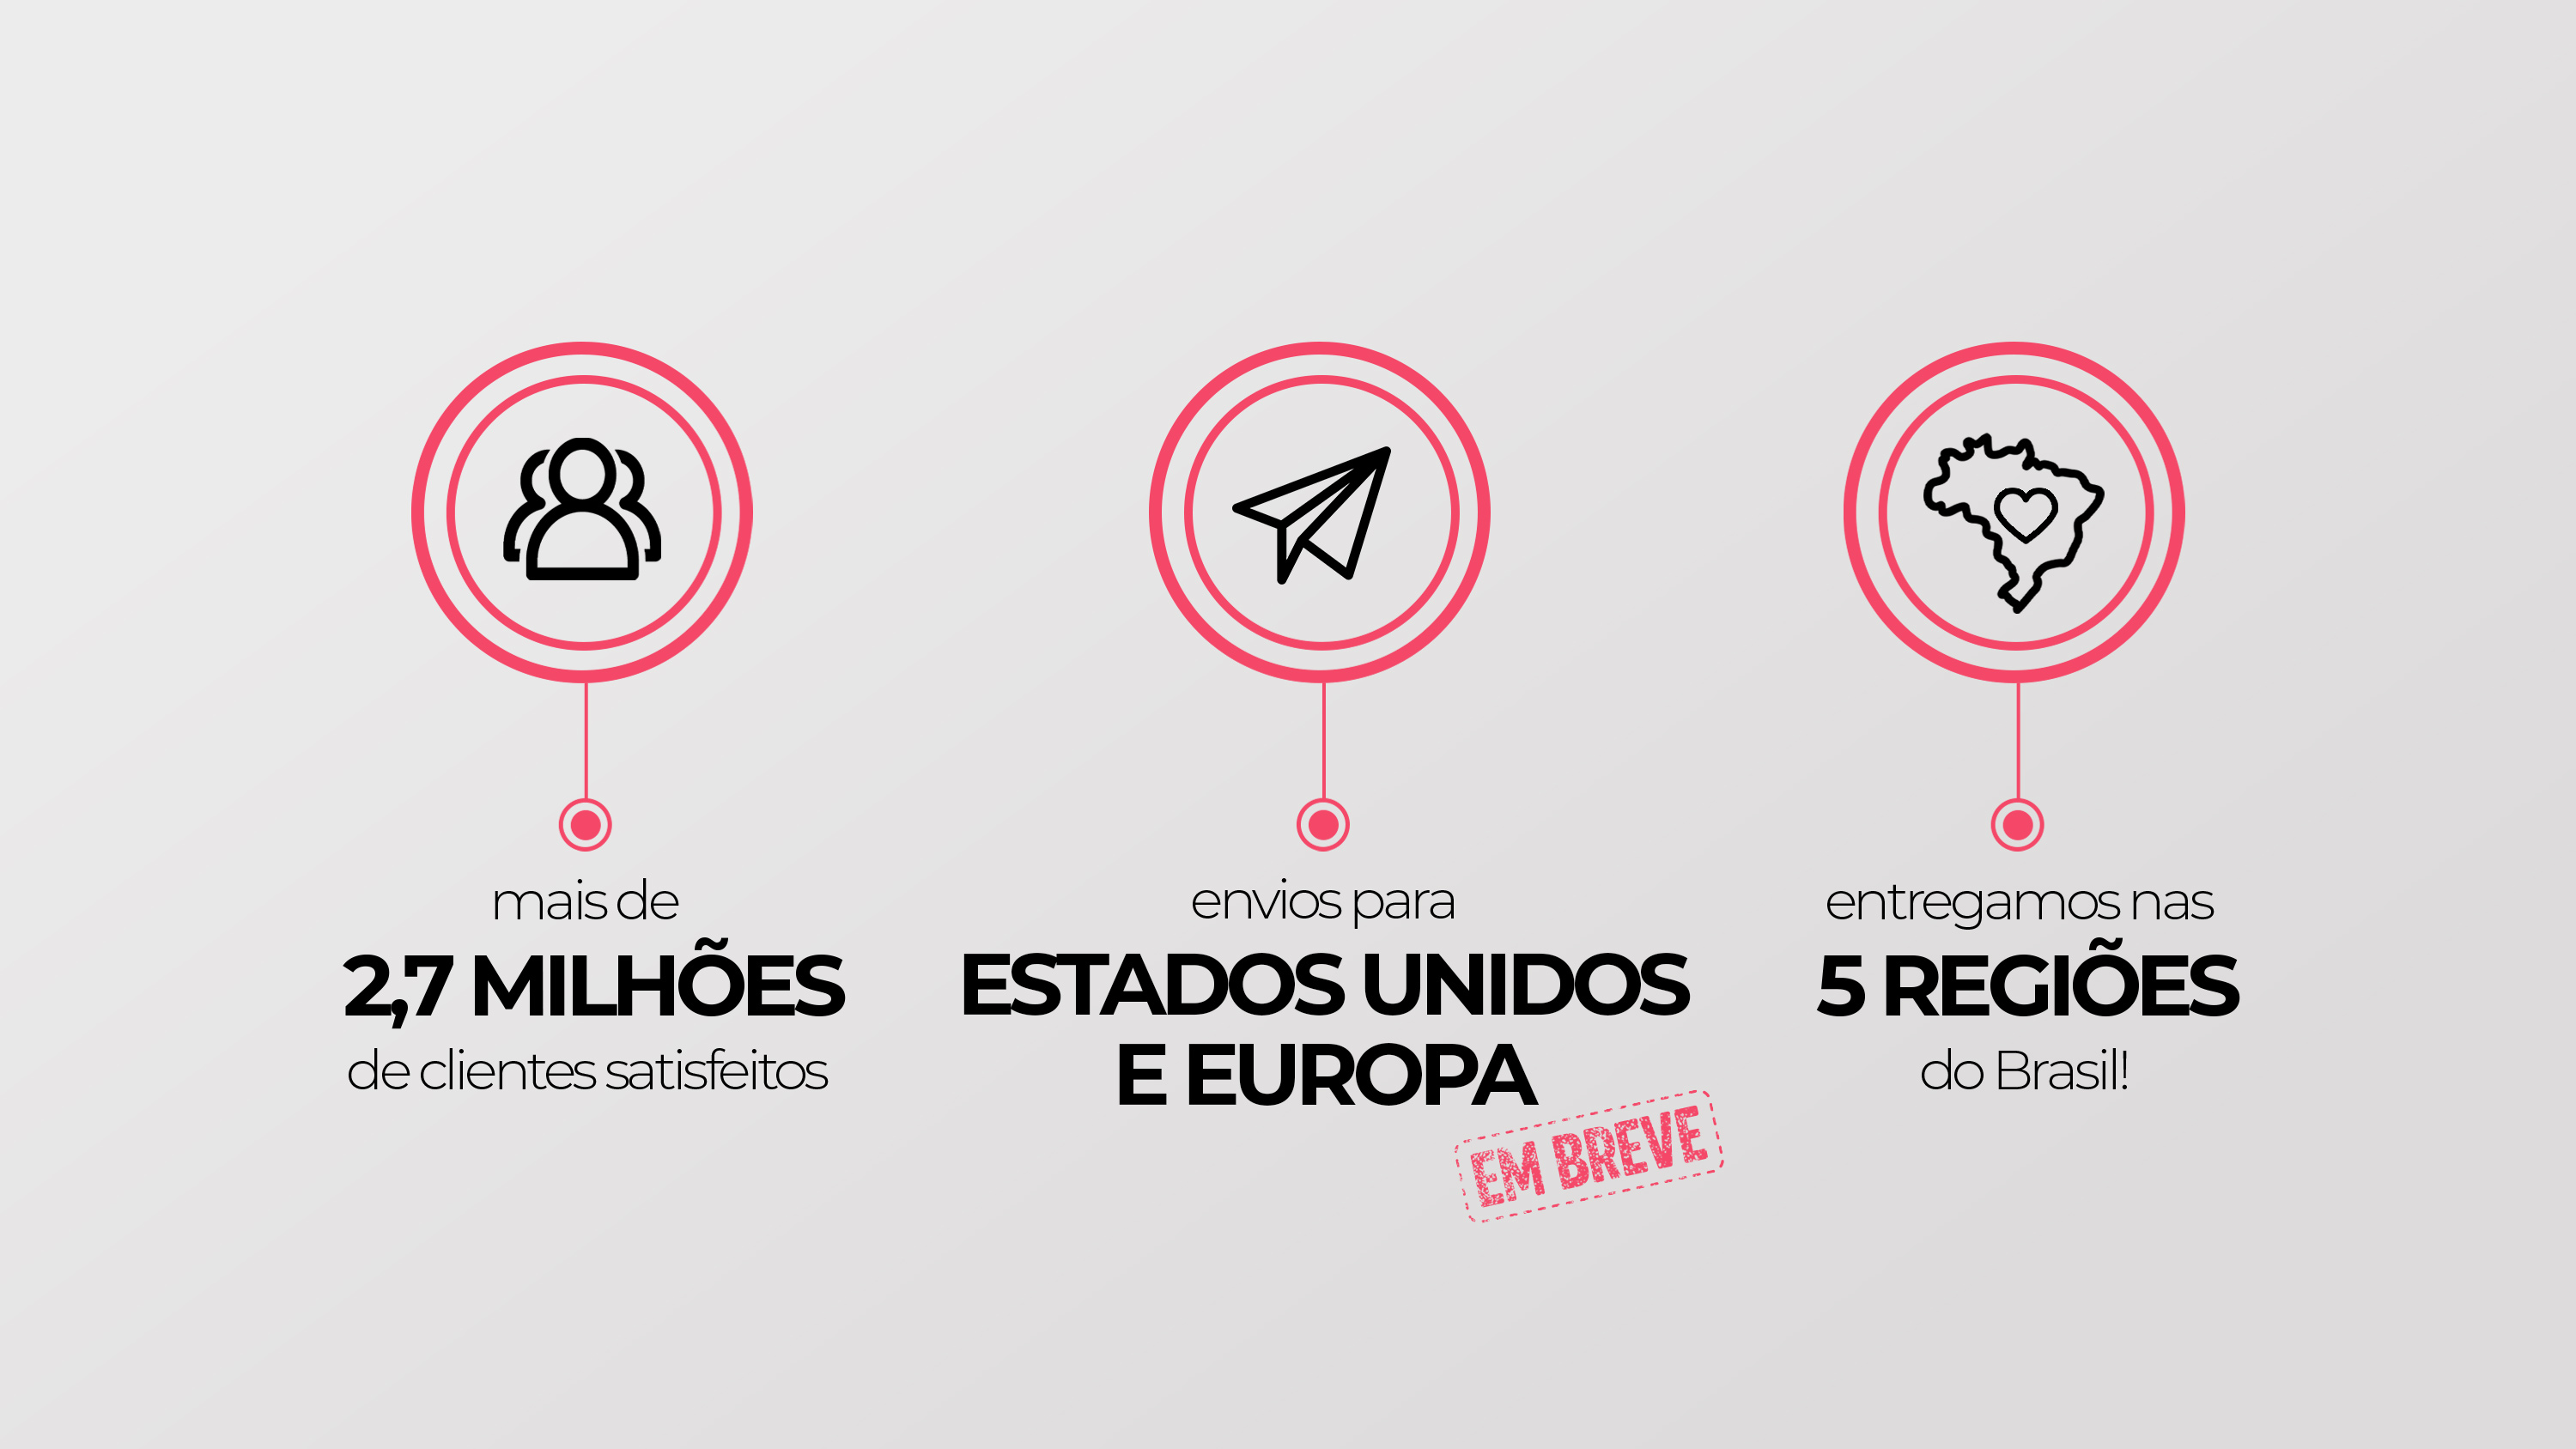 mais de
2,7 MILHÕES
de clientes satisfeitos
envios para
ESTADOS UNIDOS
E EUROPA
EM BREVE
entregamos nas
5 REGIÕES
do Brasil!